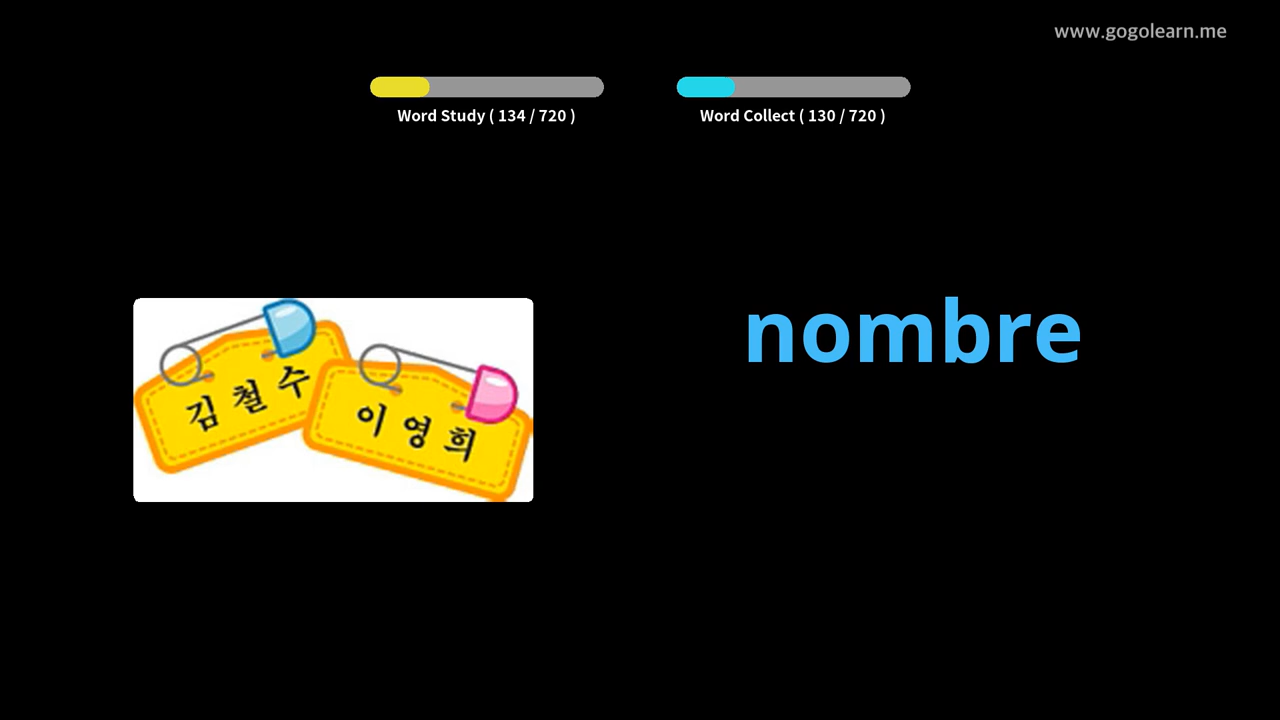 www.gogolearn.me
Word Study ( 134 / 720 )
Word Collect ( 130 / 720 )
nombre
김철수
이영희